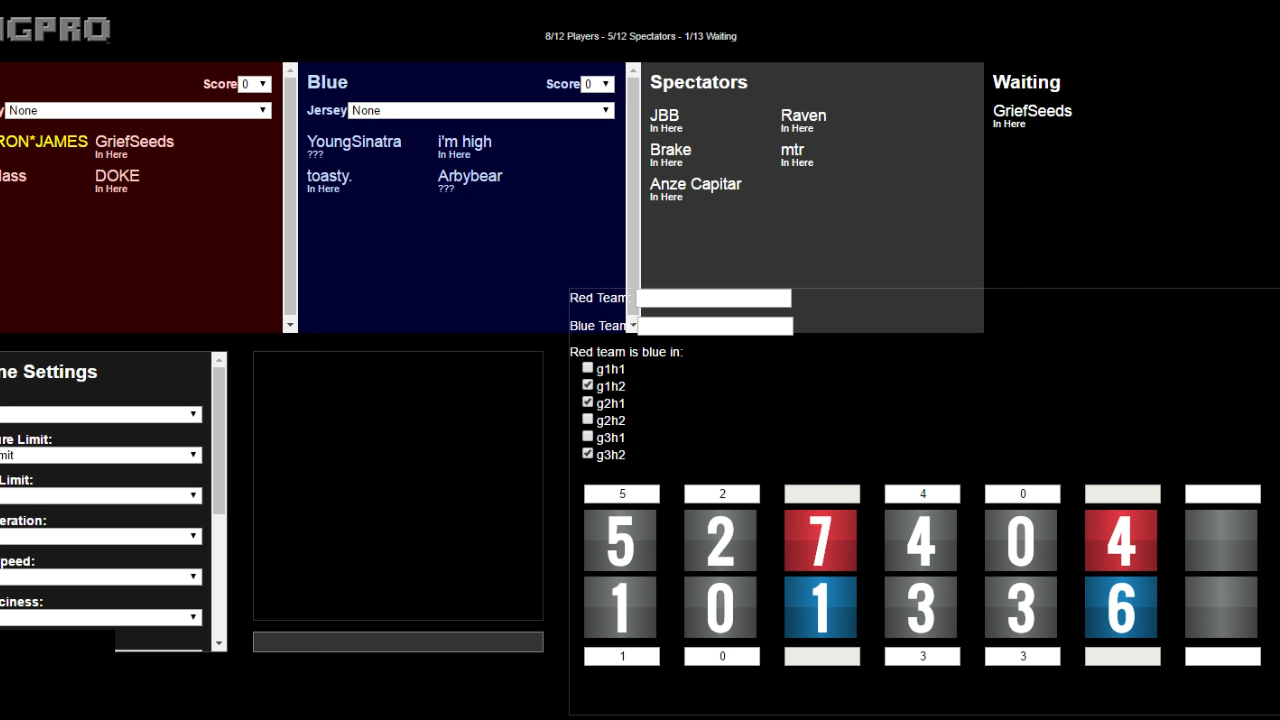 GPRO
8/12 Players - 5/12 Spectators - 1/13 Waiting
Score 0
None
RON*JAMES GriefSeeds
In Here
lass DOKE
In Here
Blue Score 0
Jersey None
YoungSinatra i'm high
??? In Here
toasty. Arbybear
In Here ???
Spectators
JBB Raven
In Here In Here
Brake mtr
In Here In Here
Anze Capitar
In Here
Waiting
GriefSeeds
In Here
ne Settings
re Limit:
mit
Limit:
eration:
peed:
ciness:
Red Team:
Blue Team
Red team is blue in:
g1h1
g1h2
g2h1
g2h2
g3h1
g3h2
5 2 4 0
5 2 7 4 0 4
1 0 1 3 3 6
1 0 3 3